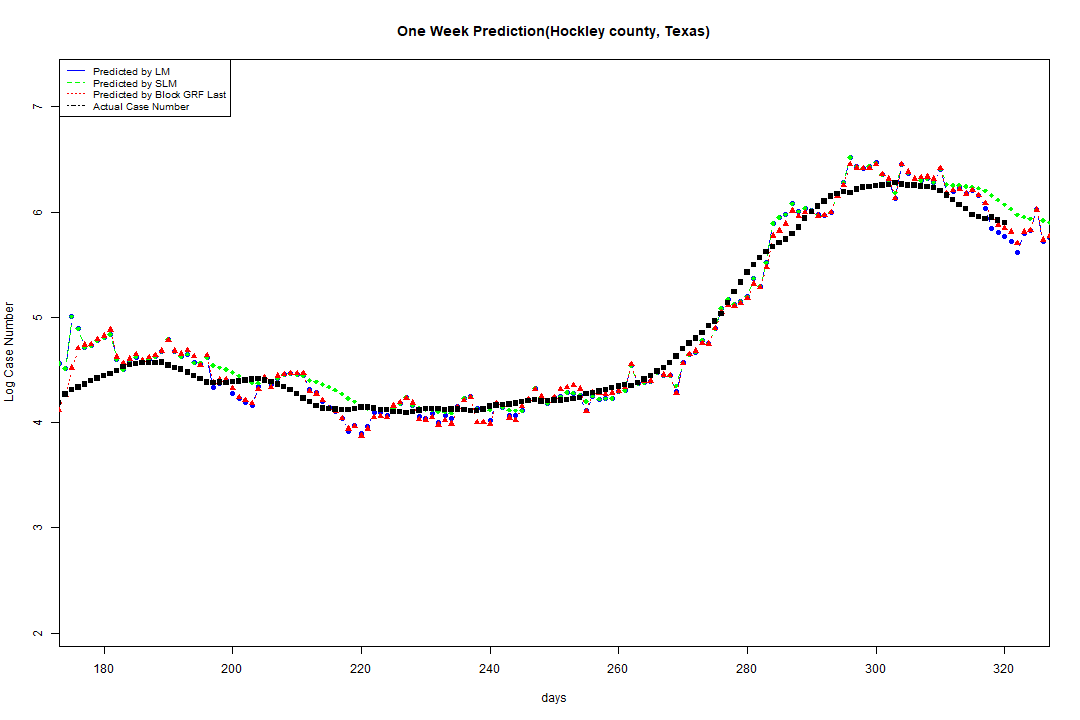 One Week Prediction(Hockley county, Texas)
Predicted by LM
Predicted by SLM
Predicted by Block GRF Last
Actual Case Number
7
6
5
4
3
2
Log Case Number
180 200 220 240 260 280 300 320
days